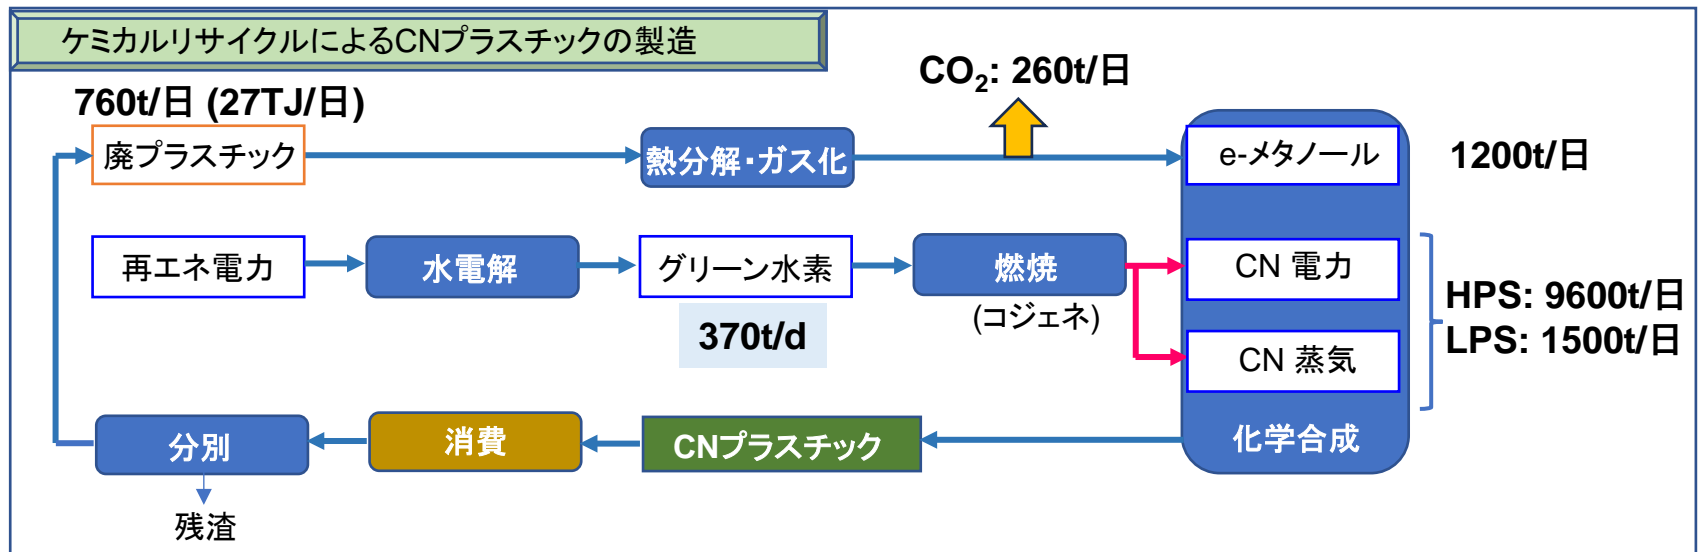 ケミカルリサイクルによるCNプラスチックの製造
760t/日 (27TJ/日)
CO₂: 260t/日
廃プラスチック
熱分解・ガス化
e-メタノール
1200t/日
再エネ電力
水電解
グリーン水素
燃焼
(コジェネ)
CN 電力
370t/d
HPS: 9600t/日
LPS: 1500t/日
CN 蒸気
分別
消費
CNプラスチック
化学合成
残渣